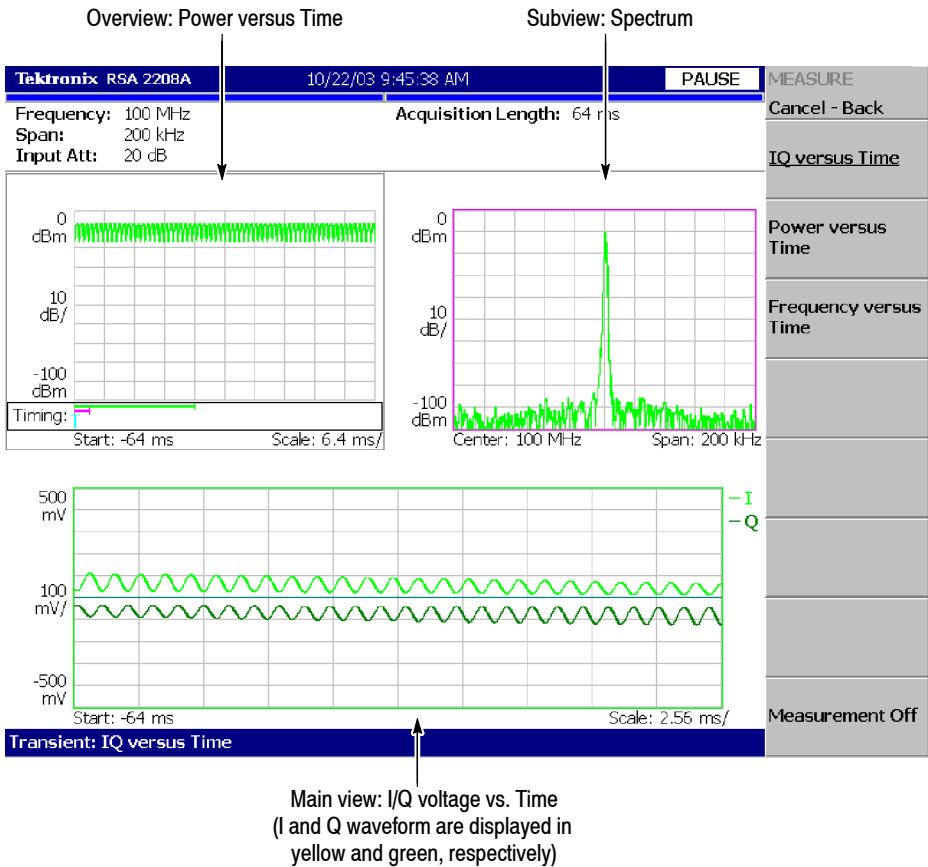 Overview: Power versus Time
Subview: Spectrum
Tektronix RSA 2208A
10/22/03 9:45:38 AM
PAUSE
MEASURE
Frequency: 100 MHz
Acquisition Length: 64 ms
Cancel - Back
Span: 200 kHz
Input Att: 20 dB
IQ versus Time
Power versus
Time
Frequency versus
Time
0
dBm
10
dB/
-100
dBm
Timing:
Start: -64 ms
Scale: 6.4 ms/
0
dBm
10
dB/
-100
dBm
Center: 100 MHz
Span: 200 kHz
500
mV
100
mV/
-500
mV
I
Q
Start: -64 ms
Scale: 2.56 ms/
Measurement Off
Transient: IQ versus Time
Main view: I/Q voltage vs. Time
(I and Q waveform are displayed in
yellow and green, respectively)